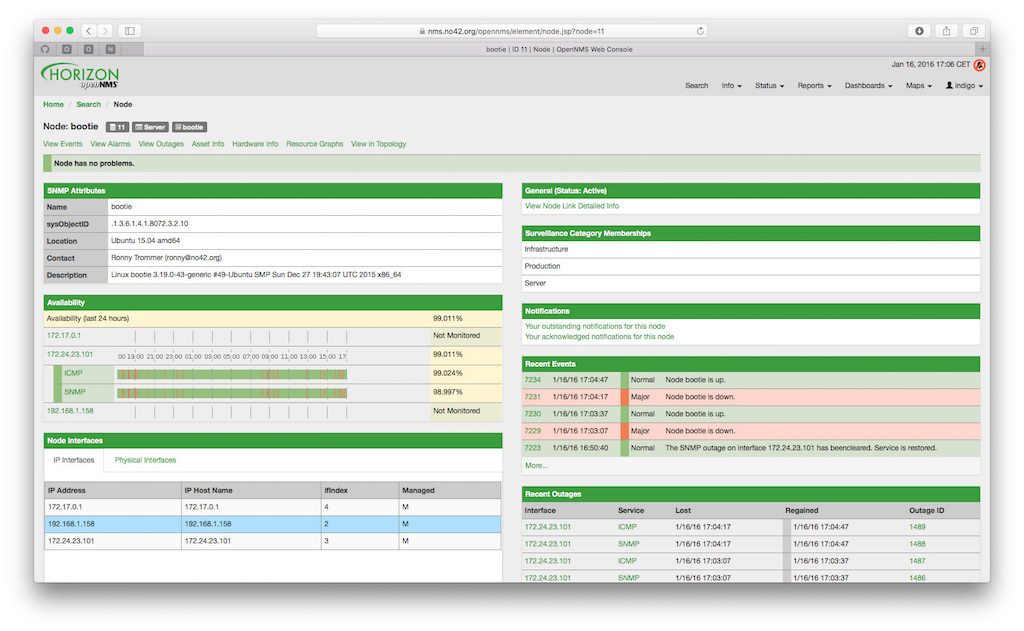 nms.no42.org/opennms/element/node.jsp?node=11
bootie | ID 11 | Node | OpenNMS Web Console
HORIZON
openNMS
Jan 16, 2016 17:06 CET
Search Info Status Reports Dashboards Maps indigo
Home / Search / Node
Node: bootie 11 Server bootie
View Events View Alarms View Outages Asset Info Hardware Info Resource Graphs View in Topology
Node has no problems.
SNMP Attributes
Name bootie
sysObjectID .1.3.6.1.4.1.8072.3.2.10
Location Ubuntu 15.04 amd64
Contact Ronny Trommer (ronny@no42.org)
Description Linux bootie 3.19.0-43-generic #49-Ubuntu SMP Sun Dec 27 19:43:07 UTC 2015 x86_64
Availability
Availability (last 24 hours) 99.011%
172.17.0.1 Not Monitored
172.24.23.101 00 19:00 21:00 23:00 01:00 03:00 05:00 07:00 09:00 11:00 13:00 15:00 17 99.011%
ICMP 99.024%
SNMP 98.997%
192.168.1.158 Not Monitored
Node Interfaces
IP Interfaces Physical Interfaces
IP Address IP Host Name ifIndex Managed
172.17.0.1 172.17.0.1 4 M
192.168.1.158 192.168.1.158 2 M
172.24.23.101 172.24.23.101 3 M
General (Status: Active)
View Node Link Detailed Info
Surveillance Category Memberships
Infrastructure
Production
Server
Notifications
Your outstanding notifications for this node
Your acknowledged notifications for this node
Recent Events
7234 1/16/16 17:04:47 Normal Node bootie is up.
7231 1/16/16 17:04:17 Major Node bootie is down.
7230 1/16/16 17:03:37 Normal Node bootie is up.
7229 1/16/16 17:03:07 Major Node bootie is down.
7223 1/16/16 16:50:40 Normal The SNMP outage on interface 172.24.23.101 has beencleared. Service is restored.
More...
Recent Outages
Interface Service Lost Regained Outage ID
172.24.23.101 ICMP 1/16/16 17:04:17 1/16/16 17:04:47 1489
172.24.23.101 SNMP 1/16/16 17:04:17 1/16/16 17:04:47 1488
172.24.23.101 ICMP 1/16/16 17:03:07 1/16/16 17:03:37 1487
172.24.23.101 SNMP 1/16/16 17:03:07 1/16/16 17:03:37 1486